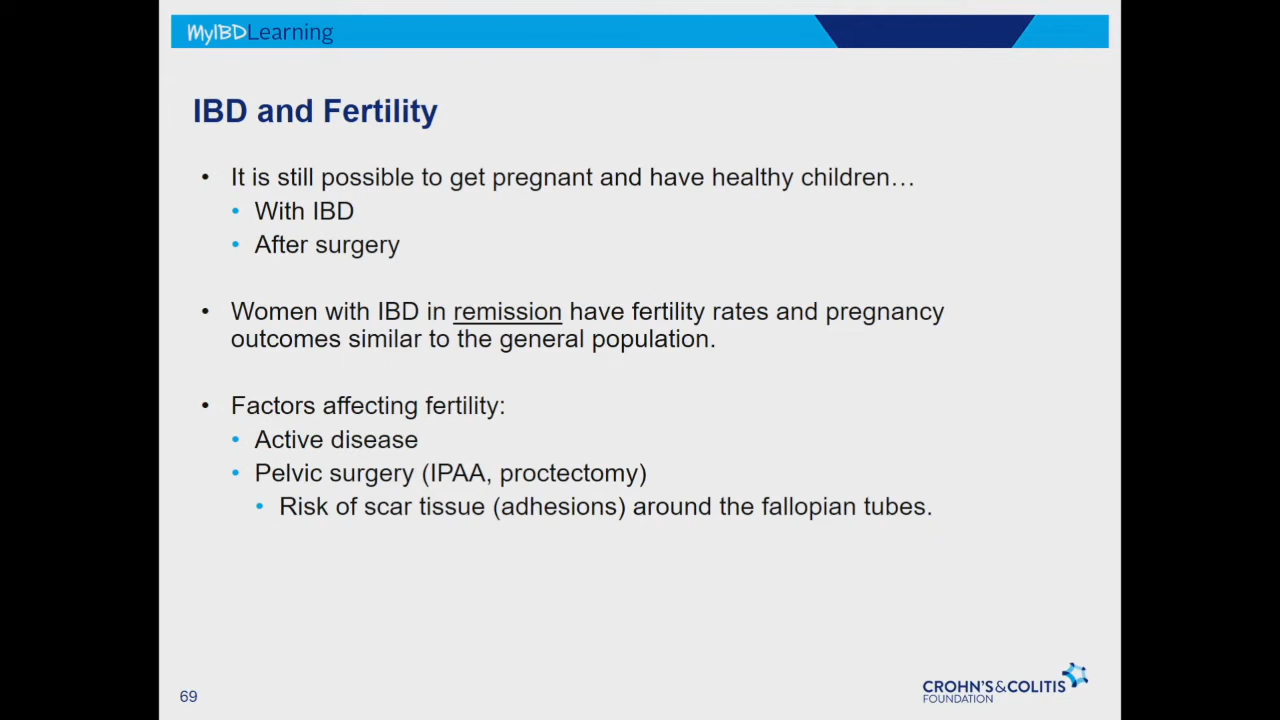 MyIBDLearning
IBD and Fertility
• It is still possible to get pregnant and have healthy children…
• With IBD
• After surgery
• Women with IBD in remission have fertility rates and pregnancy
outcomes similar to the general population.
• Factors affecting fertility:
• Active disease
• Pelvic surgery (IPAA, proctectomy)
• Risk of scar tissue (adhesions) around the fallopian tubes.
69
CROHN'S&COLITIS
FOUNDATION